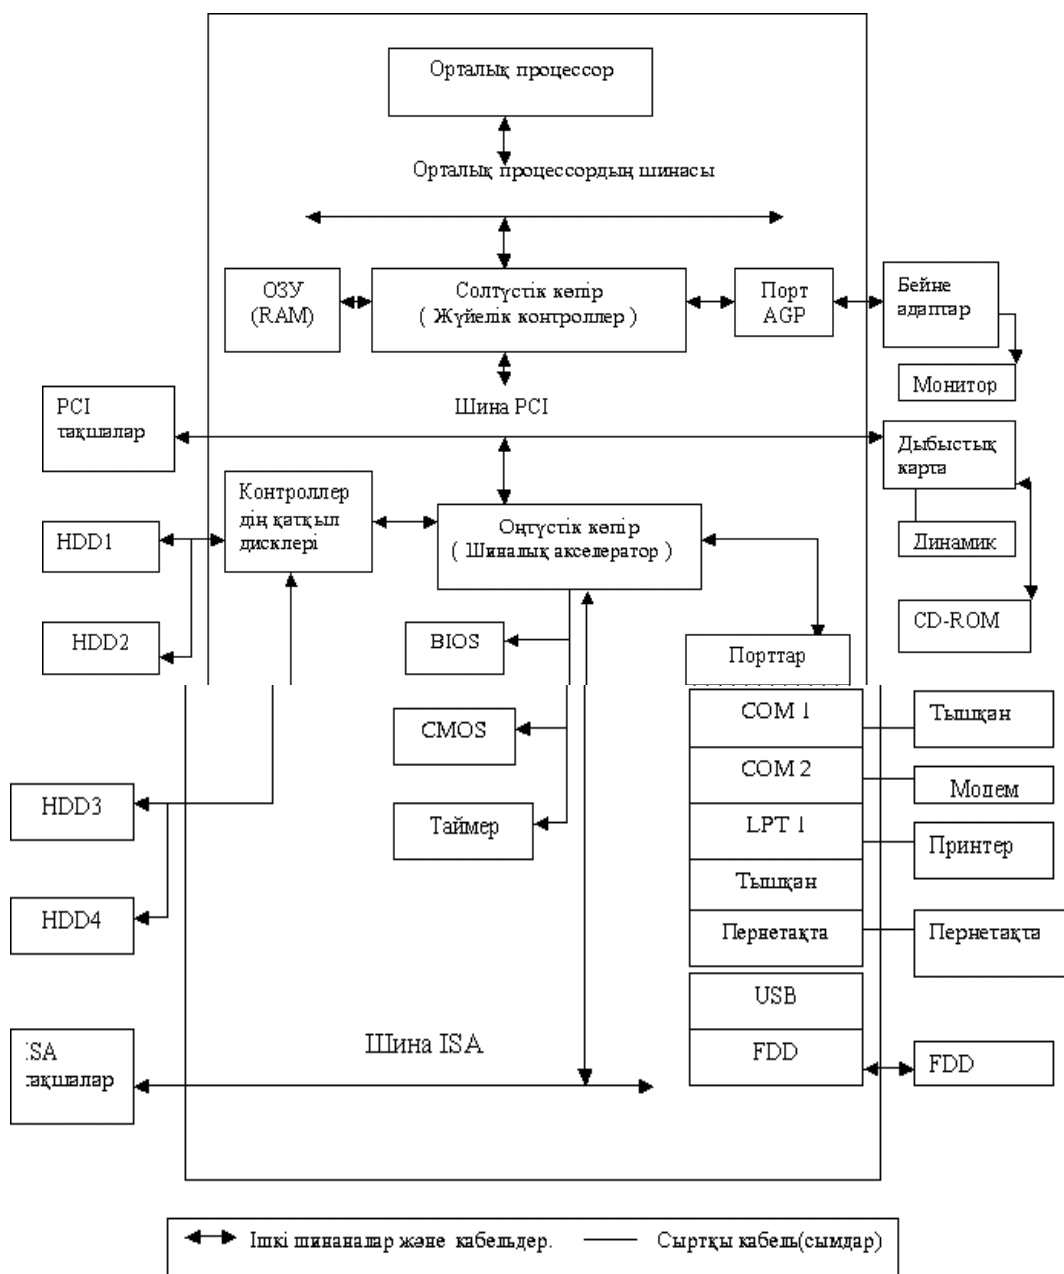 Орталық процессор
Орталық процессордың шинасы
ОЗУ
(RAM)
Солтүстік көпір
( Жүйелік контроллер )
Порт
AGP
Бейне
адаптар
Монитор
Шина PCI
PCI
тақшалар
Дыбыстық
карта
Динамик
CD-ROM
Контроллер
дің қатқыл
дисклері
Оңтүстік көпір
( Шиналық акселератор )
HDD1
HDD2
BIOS
CMOS
Таймер
Порттар
COM 1
COM 2
LPT 1
Тышқан
Пернетақта
USB
FDD
Тышқан
Модем
Принтер
Пернетақта
FDD
HDD3
HDD4
Шина ISA
ISA
тақшалар
Ішкі шинаналар және кабельдер.
Сыртқы кабель(сымдар)